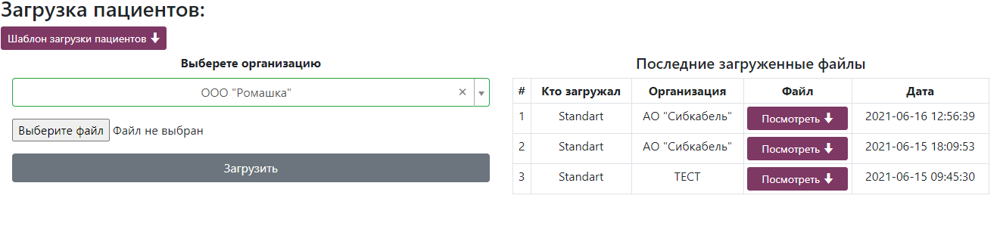 Загрузка пациентов:
Шаблон загрузки пациентов
Выберете организацию
ООО "Ромашка" ×
Выберите файл Файл не выбран
Загрузить
Последние загруженные файлы
# Кто загружал Организация Файл Дата
1 Standart АО "Сибкабель" Посмотреть 2021-06-16 12:56:39
2 Standart АО "Сибкабель" Посмотреть 2021-06-15 18:09:53
3 Standart ТЕСТ Посмотреть 2021-06-15 09:45:30